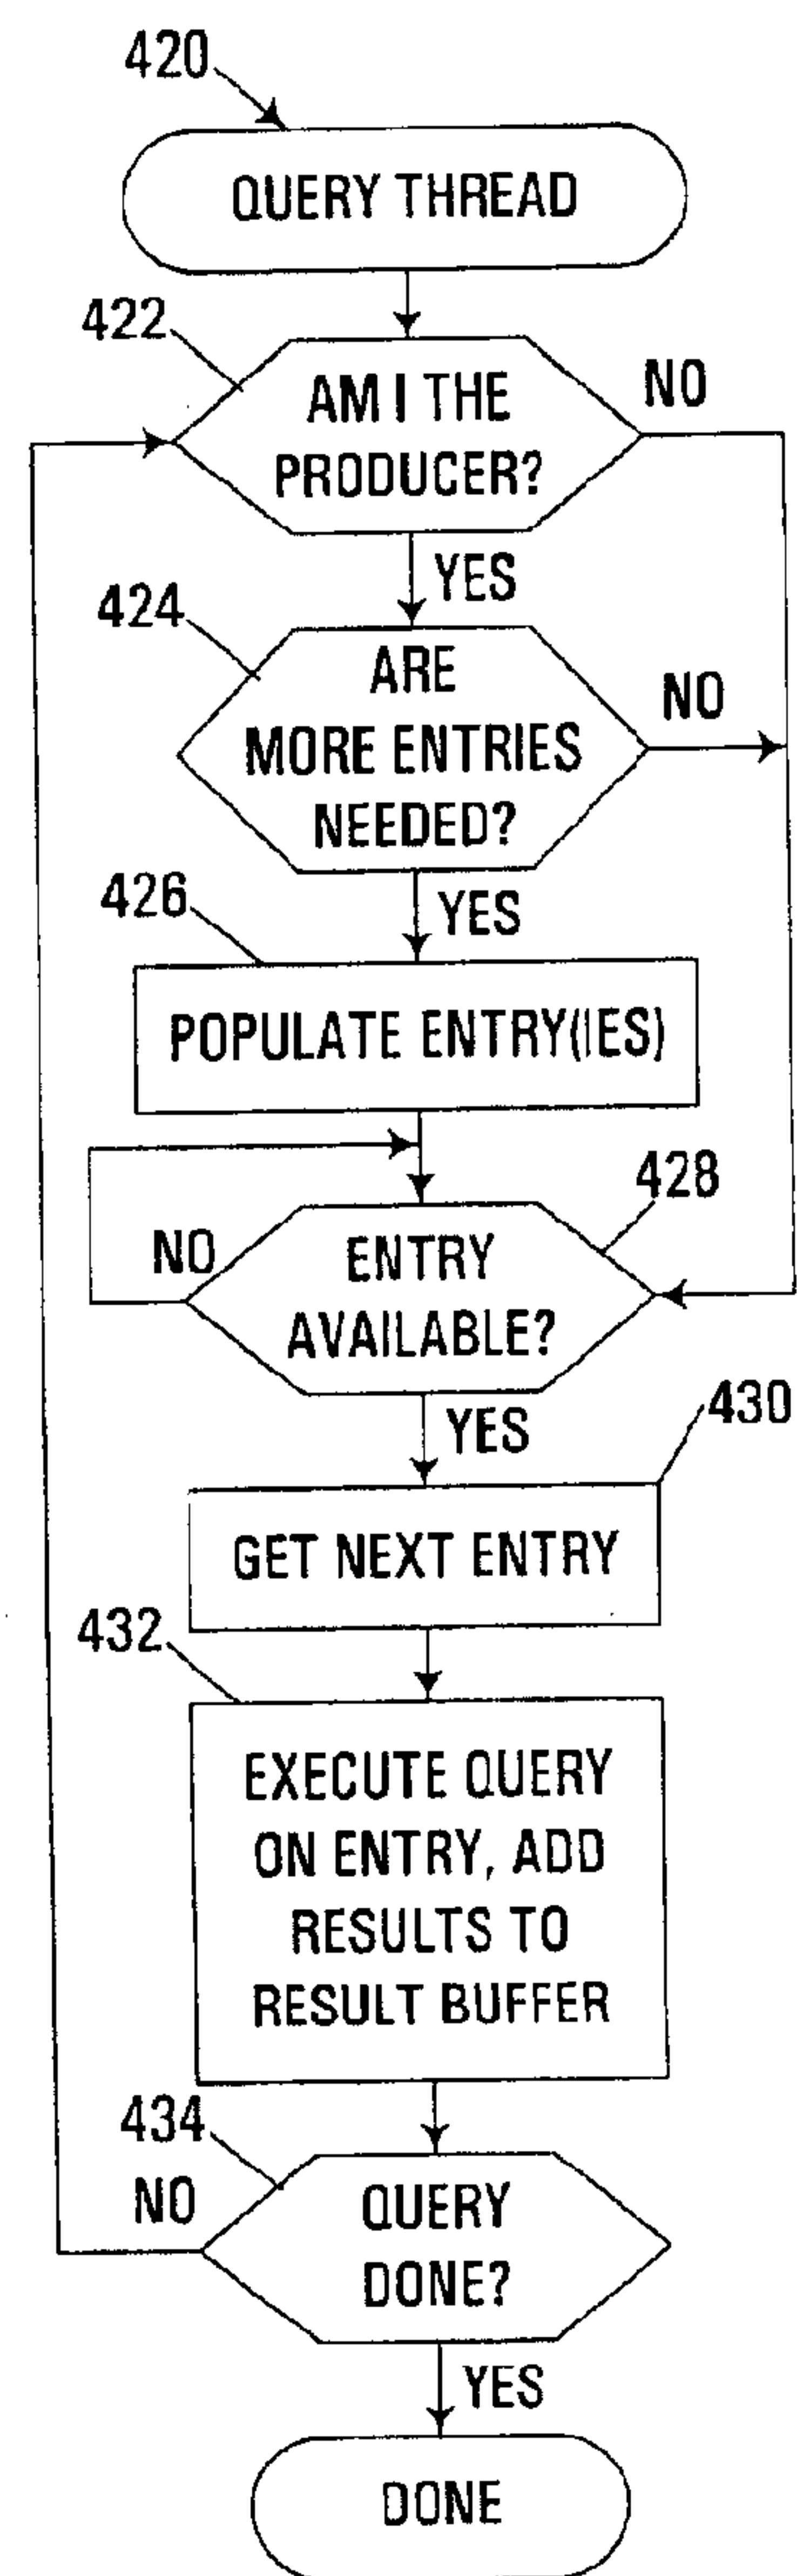 420
QUERY THREAD
422
AM I THE
PRODUCER?
NO
YES
424
ARE
MORE ENTRIES
NEEDED?
NO
YES
426
POPULATE ENTRY(IES)
428
NO
ENTRY
AVAILABLE?
YES
430
GET NEXT ENTRY
432
EXECUTE QUERY
ON ENTRY, ADD
RESULTS TO
RESULT BUFFER
434
NO
QUERY
DONE?
YES
DONE